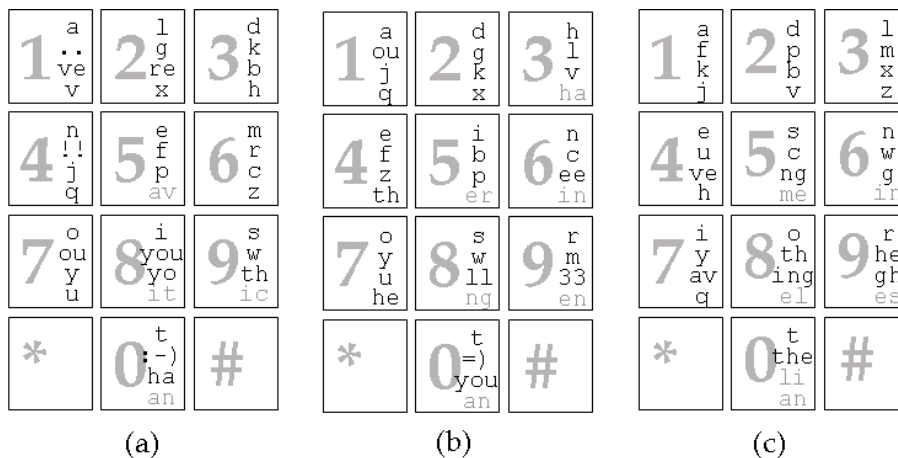 1
a
..
ve
v
2
l
g
re
x
3
d
k
b
h
4
n
!!
j
q
5
e
f
p
av
6
m
r
c
z
7
o
ou
y
u
8
i
you
yo
it
9
s
w
th
ic
*
0
t
:-)
ha
an
#
(a)
1
a
ou
j
q
2
d
g
k
x
3
h
l
v
ha
4
e
f
z
th
5
i
b
p
er
6
n
c
ee
in
7
o
y
u
he
8
s
w
ll
ng
9
r
m
33
en
*
0
t
=)
you
an
#
(b)
1
a
f
k
j
2
d
p
b
v
3
l
m
x
z
4
e
u
ve
h
5
s
c
ng
me
6
n
w
g
in
7
i
y
av
q
8
o
th
ing
el
9
r
he
gh
es
*
0
t
the
li
an
#
(c)